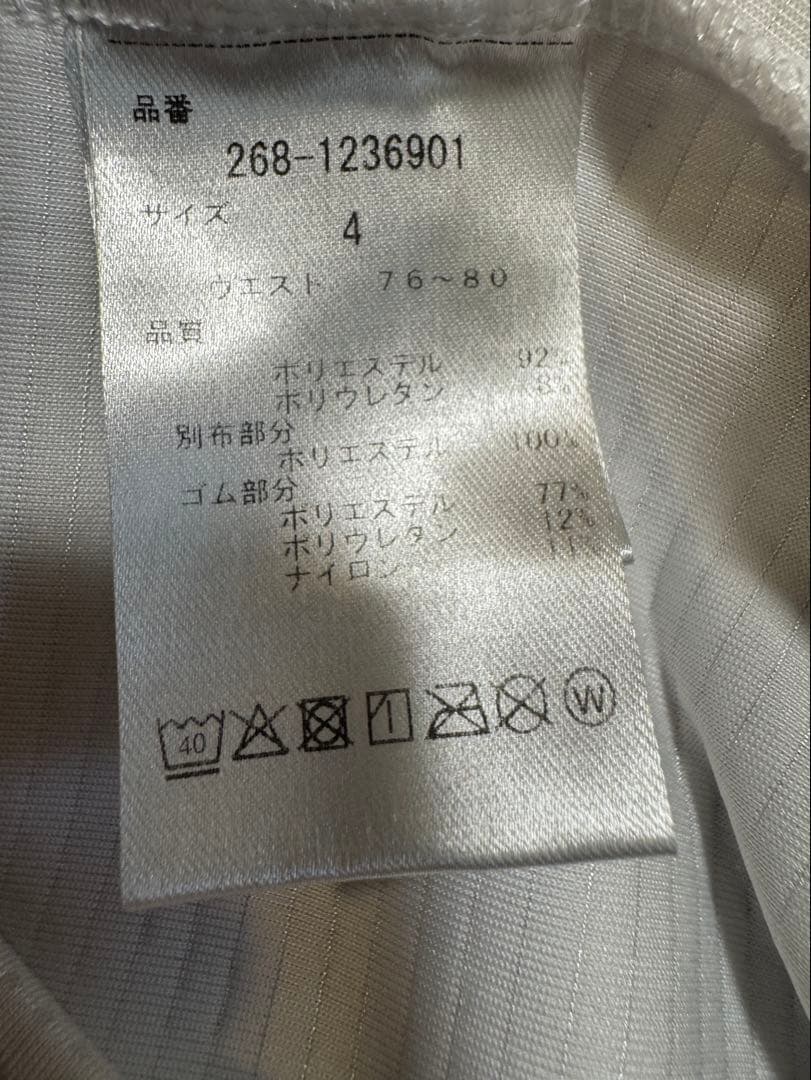 品番
268-1236901
サイズ
4
ウエスト 76～80
品質
ポリエステル 92%
ポリウレタン 8%
別布部分
ポリエステル 100%
ゴム部分
ポリエステル 77%
ポリウレタン 12%
ナイロン 11%
40
W